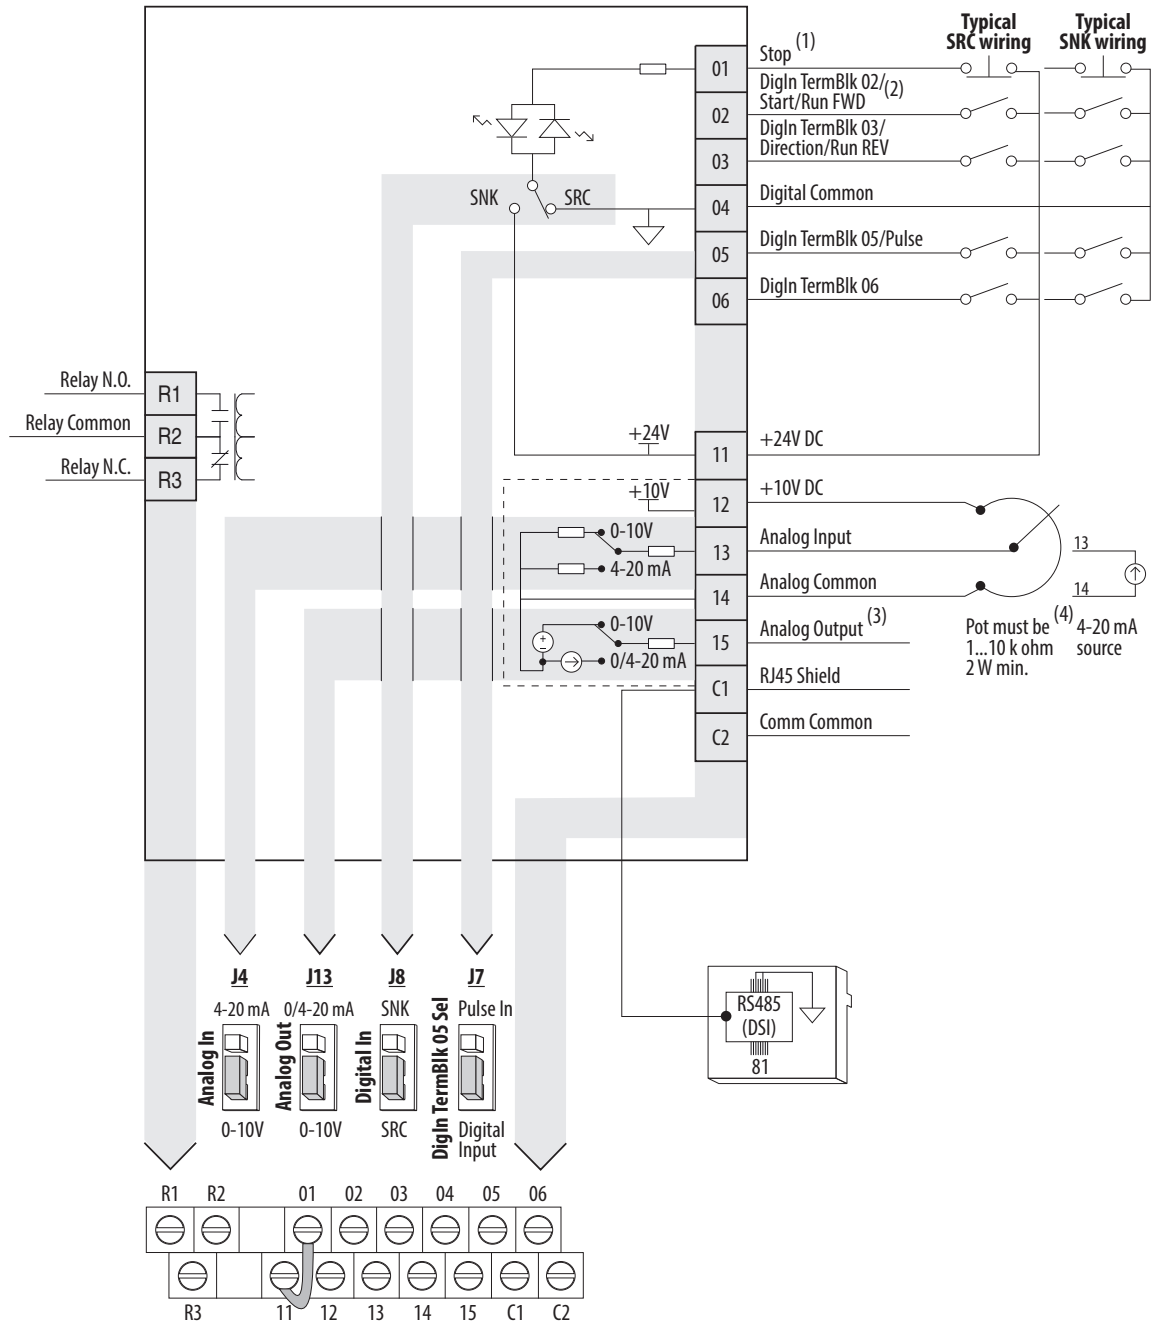 Typical
SRC wiring
Typical
SNK wiring
01
Stop (1)
02
DigIn TermBlk 02/
Start/Run FWD (2)
03
DigIn TermBlk 03/
Direction/Run REV
SNK
SRC
04
Digital Common
05
DigIn TermBlk 05/Pulse
06
DigIn TermBlk 06
Relay N.O.
R1
Relay Common
R2
Relay N.C.
R3
+24V
11
+24V DC
+10V
12
+10V DC
0-10V
4-20 mA
13
Analog Input
14
Analog Common
13
14
0-10V
0/4-20 mA
15
Analog Output (3)
Pot must be
1...10 k ohm
2 W min.
(4)
4-20 mA
source
C1
RJ45 Shield
C2
Comm Common
J4
4-20 mA
Analog In
0-10V
J13
0/4-20 mA
Analog Out
0-10V
J8
SNK
Digital In
SRC
J7
Pulse In
DigIn TermBlk 05 Sel
Digital
Input
RS485
(DSI)
81
R1 R2 01 02 03 04 05 06
R3 11 12 13 14 15 C1 C2